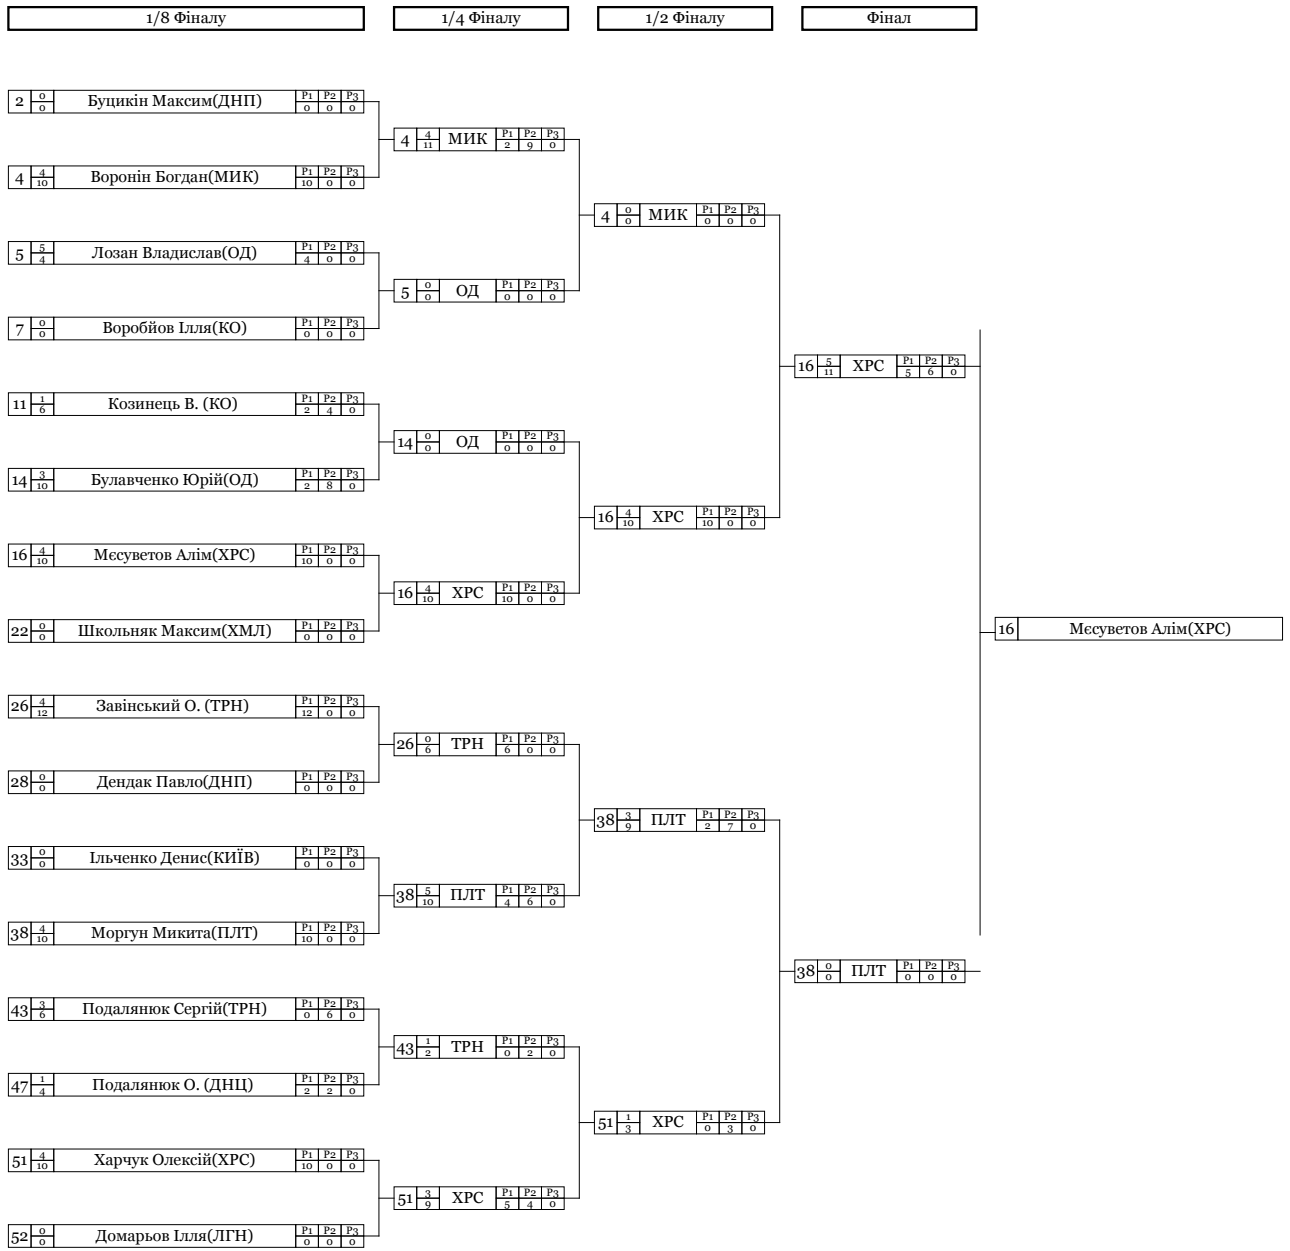 1/8 Фіналу 1/4 Фіналу 1/2 Фіналу Фінал
2 0 0 Буцикін Максим(ДНП) P1 P2 P3 0 0 0
4 4 11 МИК P1 P2 P3 2 9 0
4 4 10 Воронін Богдан(МИК) P1 P2 P3 10 0 0
4 0 0 МИК P1 P2 P3 0 0 0
5 5 4 Лозан Владислав(ОД) P1 P2 P3 4 0 0
5 0 0 ОД P1 P2 P3 0 0 0
7 0 0 Воробйов Ілля(КО) P1 P2 P3 0 0 0
16 5 11 ХРС P1 P2 P3 5 6 0
11 1 6 Козинець В. (КО) P1 P2 P3 2 4 0
14 0 0 ОД P1 P2 P3 0 0 0
14 3 10 Булавченко Юрій(ОД) P1 P2 P3 2 8 0
16 4 10 ХРС P1 P2 P3 10 0 0
16 4 10 Мєсуветов Алім(ХРС) P1 P2 P3 10 0 0
16 4 10 ХРС P1 P2 P3 10 0 0
22 0 0 Школьняк Максим(ХМЛ) P1 P2 P3 0 0 0
16 Мєсуветов Алім(ХРС)
26 4 12 Завінський О. (ТРН) P1 P2 P3 12 0 0
26 0 6 ТРН P1 P2 P3 6 0 0
28 0 0 Дендак Павло(ДНП) P1 P2 P3 0 0 0
38 3 9 ПЛТ P1 P2 P3 2 7 0
33 0 0 Ільченко Денис(КИЇВ) P1 P2 P3 0 0 0
38 5 10 ПЛТ P1 P2 P3 4 6 0
38 4 10 Моргун Микита(ПЛТ) P1 P2 P3 10 0 0
38 0 0 ПЛТ P1 P2 P3 0 0 0
43 3 6 Подалянюк Сергій(ТРН) P1 P2 P3 0 6 0
43 1 2 ТРН P1 P2 P3 0 2 0
47 1 4 Подалянюк О. (ДНЦ) P1 P2 P3 2 2 0
51 1 3 ХРС P1 P2 P3 0 3 0
51 4 10 Харчук Олексій(ХРС) P1 P2 P3 10 0 0
51 3 9 ХРС P1 P2 P3 5 4 0
52 0 0 Домарьов Ілля(ЛГН) P1 P2 P3 0 0 0